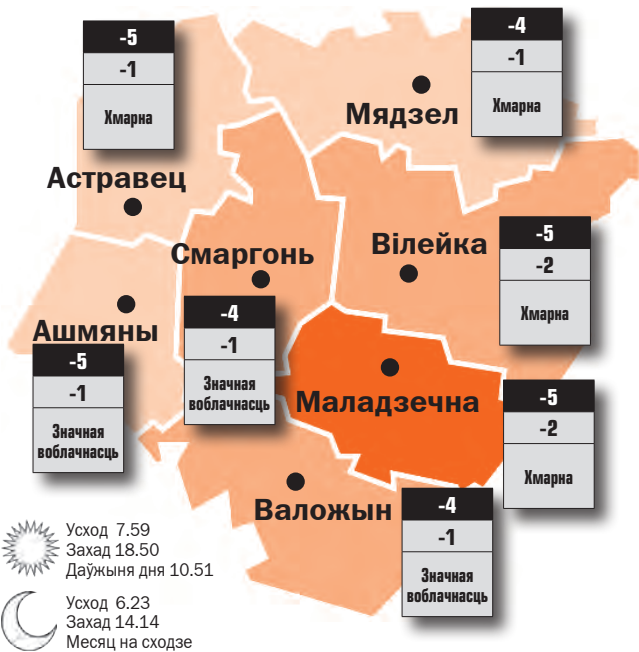 -5
-1
Хмарна
Астравец
-4
-1
Хмарна
Мядзел
Смаргонь
-4
-1
Значная
воблачнасць
Вілейка
-5
-2
Хмарна
Ашмяны
-5
-1
Значная
воблачнасць
Маладзечна
-5
-2
Хмарна
Валожын
-4
-1
Значная
воблачнасць
Усход 7.59
Захад 18.50
Даўжыня дня 10.51
Усход 6.23
Захад 14.14
Месяц на сходзе